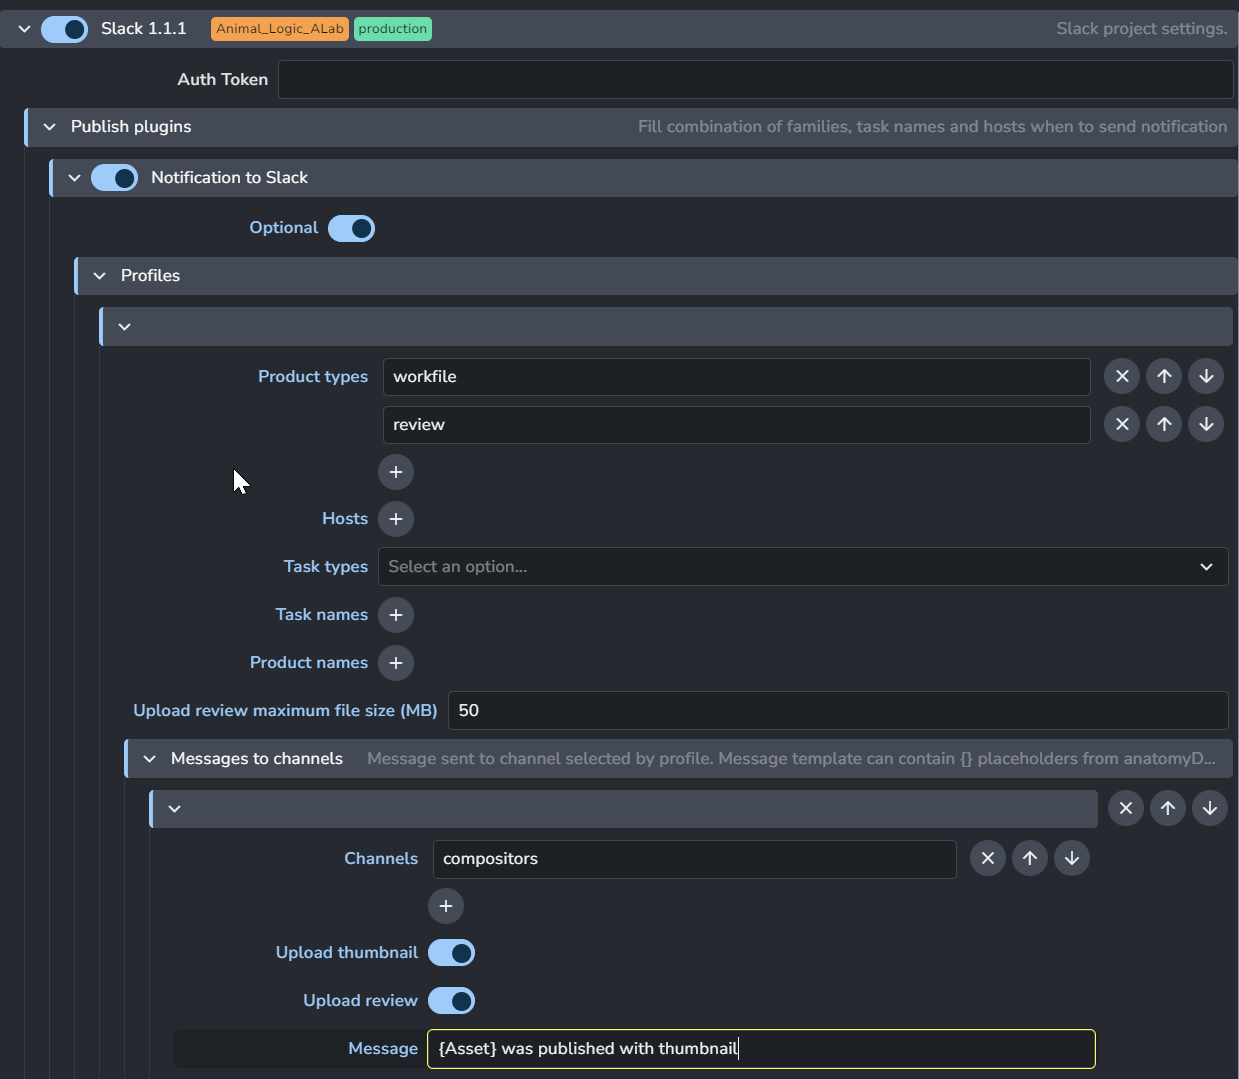 Slack 1.1.1 Animal_Logic_ALab production Slack project settings.
Auth Token
Publish plugins Fill combination of families, task names and hosts when to send notification
Notification to Slack
Optional
Profiles
Product types workfile
review
Hosts
Task types Select an option...
Task names
Product names
Upload review maximum file size (MB) 50
Messages to channels Message sent to channel selected by profile. Message template can contain {} placeholders from anatomyD...
Channels compositors
Upload thumbnail
Upload review
Message {Asset} was published with thumbnail